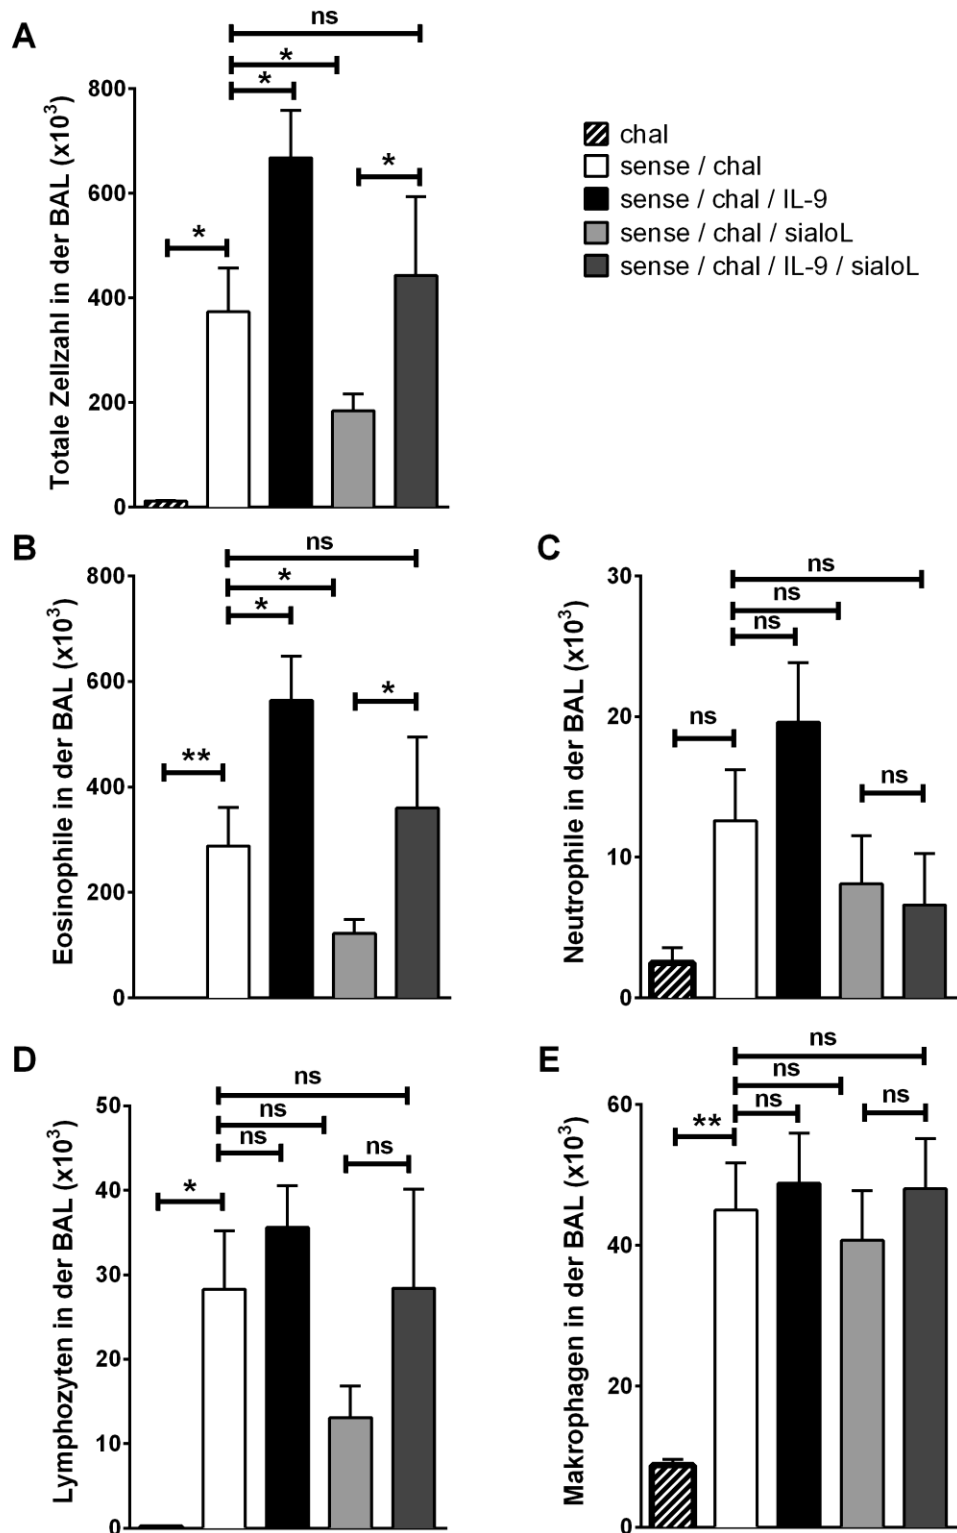 A
ns
*
*
*
*
Totale Zellzahl in der BAL (x10³)
800
600
400
200
0
chal
sense / chal
sense / chal / IL-9
sense / chal / sialoL
sense / chal / IL-9 / sialoL
B
ns
*
*
*
**
Eosinophile in der BAL (x10³)
800
600
400
200
0
C
ns
ns
ns
ns
ns
Neutrophile in der BAL (x10³)
30
20
10
0
D
ns
ns
ns
ns
*
Lymphozyten in der BAL (x10³)
50
40
30
20
10
0
E
ns
ns
ns
ns
**
Makrophagen in der BAL (x10³)
60
40
20
0